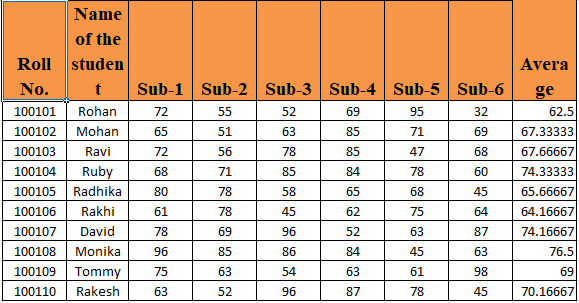 Roll No. Name of the student Sub-1 Sub-2 Sub-3 Sub-4 Sub-5 Sub-6 Average
100101 Rohan 72 55 52 69 95 32 62.5
100102 Mohan 65 51 63 85 71 69 67.33333
100103 Ravi 72 56 78 85 47 68 67.66667
100104 Ruby 68 71 85 84 78 60 74.33333
100105 Radhika 80 78 58 65 68 45 65.66667
100106 Rakhi 61 78 45 62 75 64 64.16667
100107 David 78 69 96 52 63 87 74.16667
100108 Monika 96 85 86 84 45 63 76.5
100109 Tommy 75 63 54 63 61 98 69
100110 Rakesh 63 52 96 87 78 45 70.16667